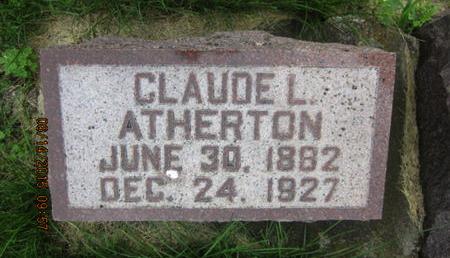 CLAUDE L.
ATHERTON
JUNE 30. 1882
DEC. 24. 1927